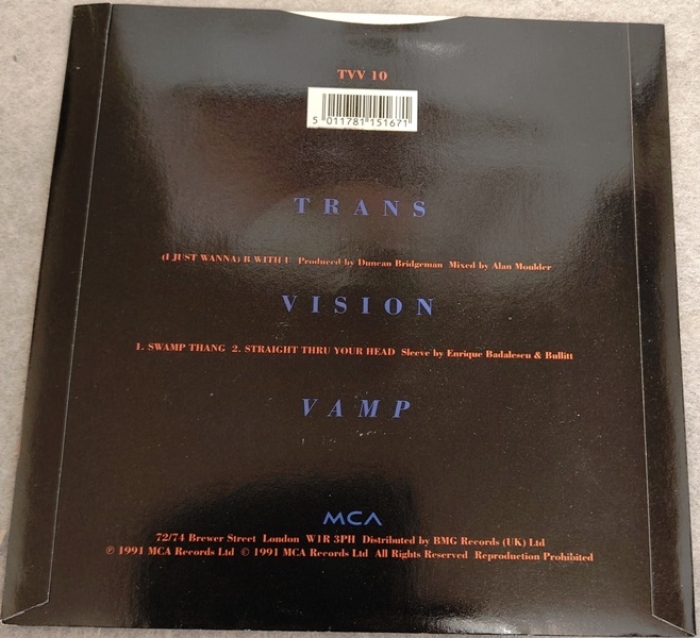 TVV 10
5 011781 151671
TRANS
(I JUST WANNA) B WITH U Produced by Duncan Bridgeman Mixed by Alan Moulder
VISION
1. SWAMP THANG 2. STRAIGHT THRU YOUR HEAD Sleeve by Enrique Badalescu & Bullitt
VAMP
MCA
72/74 Brewer Street London W1R 3PH Distributed by BMG Records (UK) Ltd
℗ 1991 MCA Records Ltd © 1991 MCA Records Ltd All Rights Reserved Reproduction Prohibited